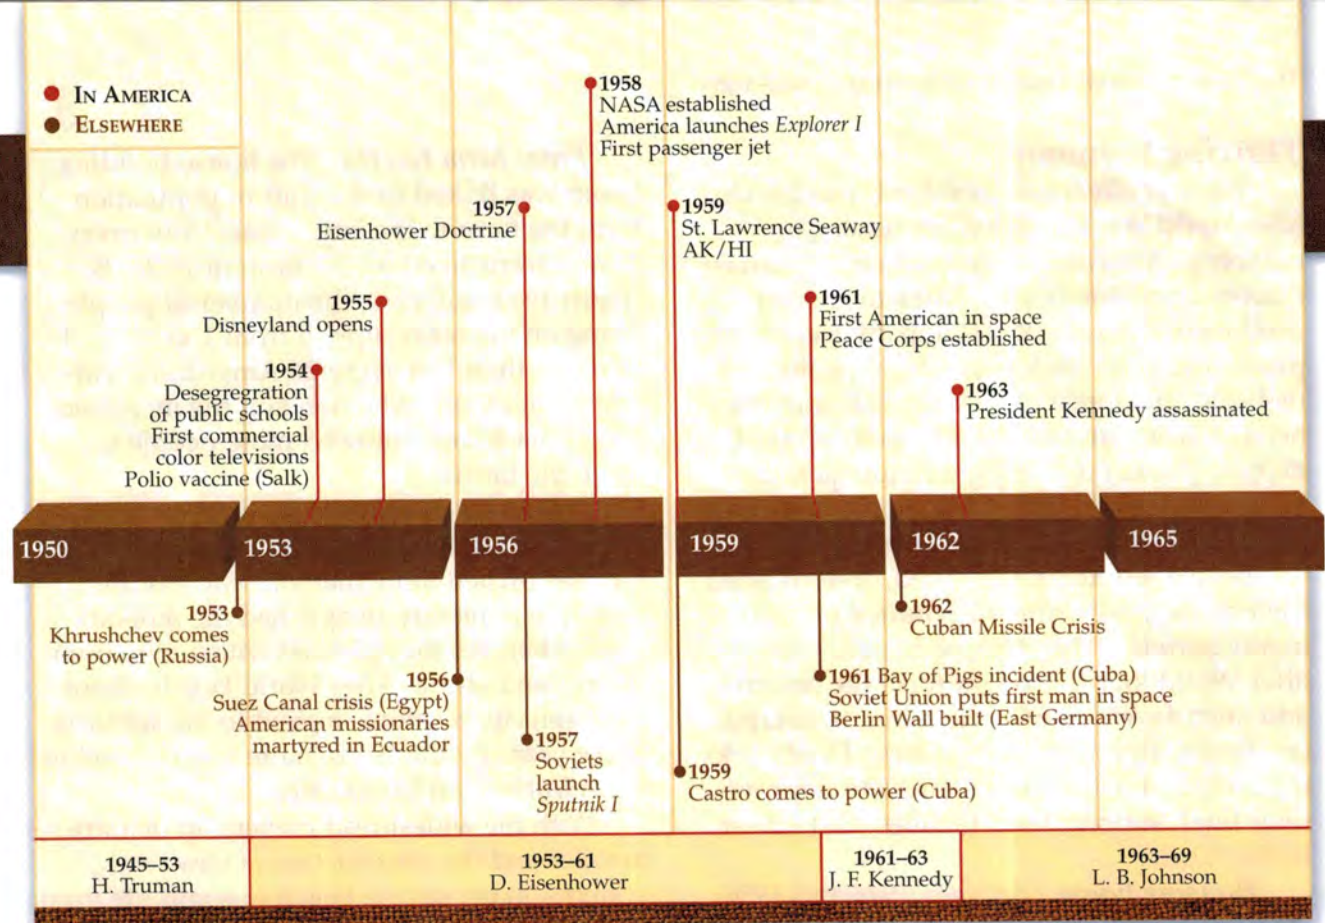 IN AMERICA
ELSEWHERE
1958
NASA established
America launches Explorer I
First passenger jet
1957
Eisenhower Doctrine
1959
St. Lawrence Seaway
AK/HI
1955
Disneyland opens
1961
First American in space
Peace Corps established
1954
Desegregation
of public schools
First commercial
color televisions
Polio vaccine (Salk)
1963
President Kennedy assassinated
1950
1953
1956
1959
1962
1965
1953
Khrushchev comes
to power (Russia)
1956
Suez Canal crisis (Egypt)
American missionaries
martyred in Ecuador
1957
Soviets
launch
Sputnik I
1959
Castro comes to power (Cuba)
1961 Bay of Pigs incident (Cuba)
Soviet Union puts first man in space
Berlin Wall built (East Germany)
1962
Cuban Missile Crisis
1945–53
H. Truman
1953–61
D. Eisenhower
1961–63
J. F. Kennedy
1963–69
L. B. Johnson